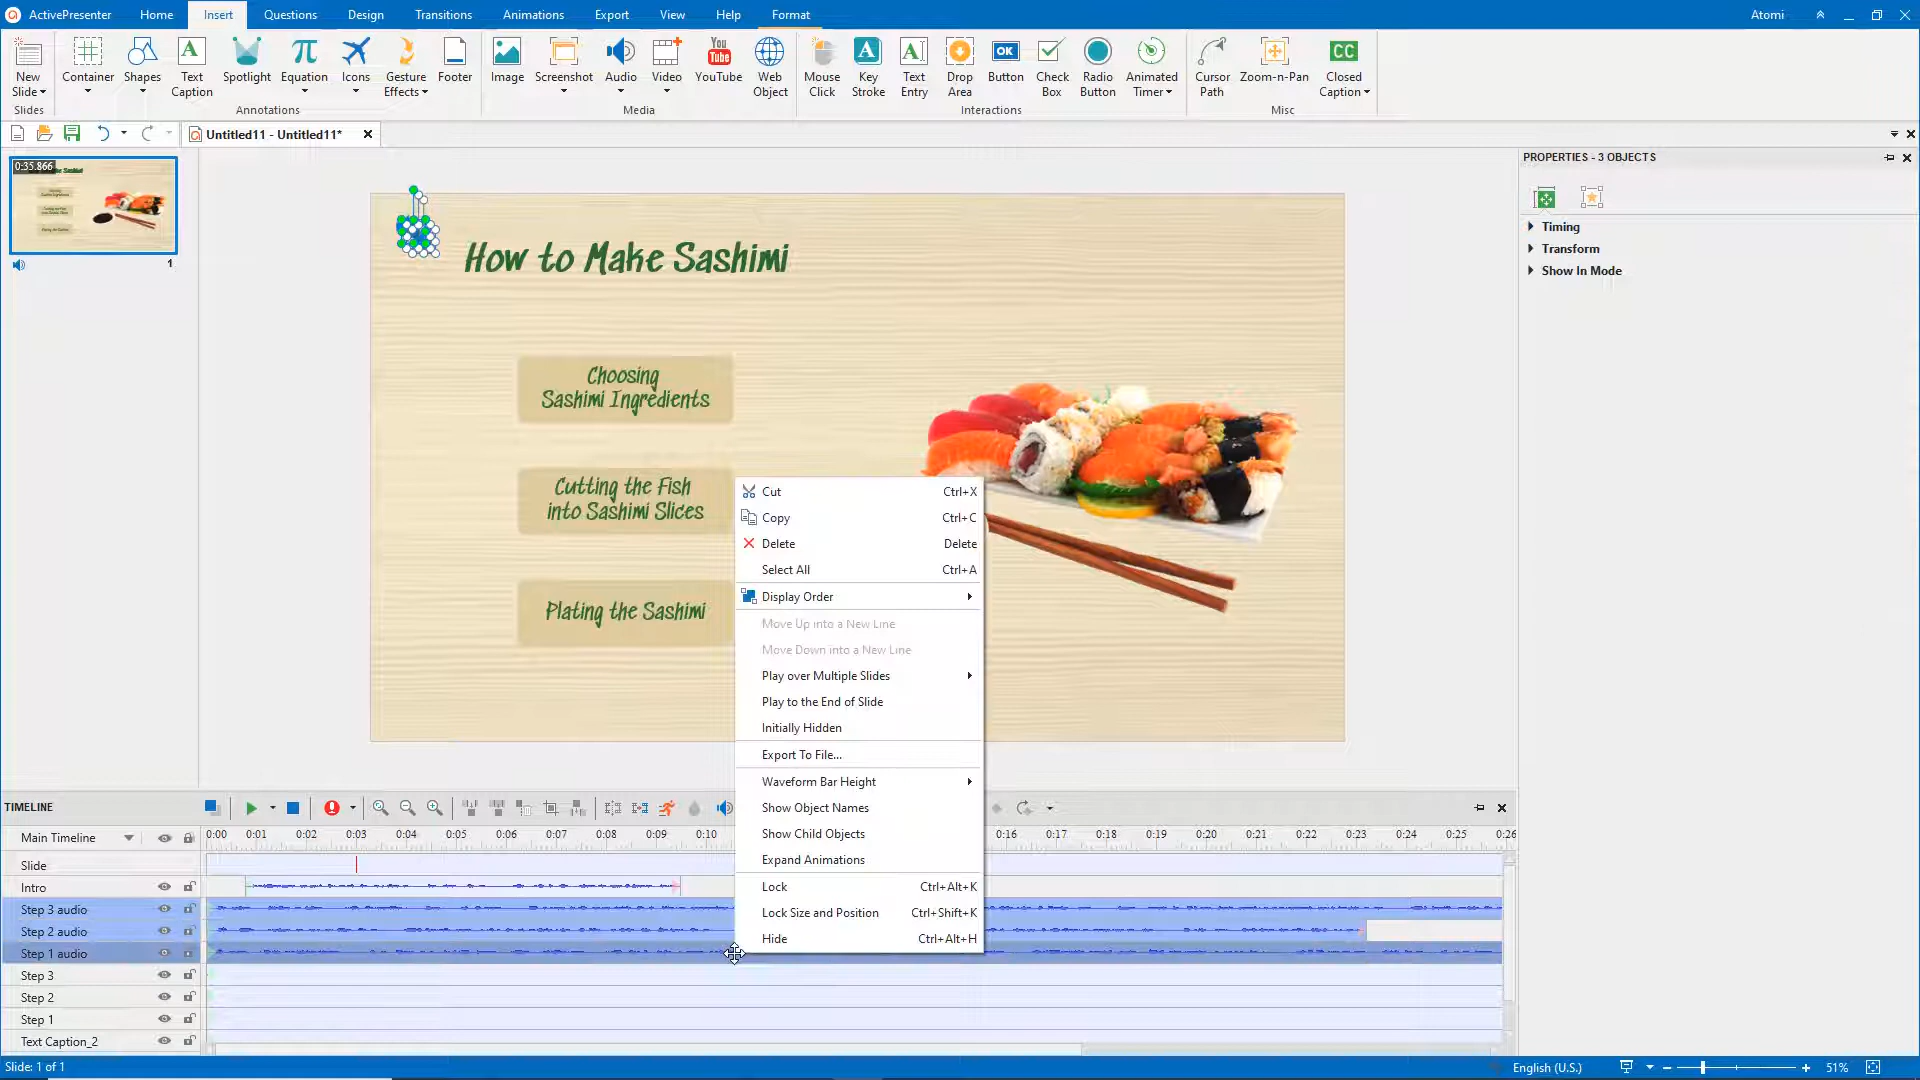 ActivePresenter
Home
Insert
Questions
Design
Transitions
Animations
Export
View
Help
Format
Atomi
New Slide
Container
Shapes
Text Caption
Spotlight
Equation
Icons
Gesture Effects
Footer
Image
Screenshot
Audio
Video
YouTube
Web Object
Mouse Click
Key Stroke
Text Entry
Drop Area
Button
Check Box
Radio Button
Animated Timer
Cursor Path
Zoom-n-Pan
Closed Caption
Slides
Annotations
Media
Interactions
Misc
Untitled11 - Untitled11*
0:35.866
1
How to Make Sashimi
Choosing
Sashimi Ingredients
Cutting the Fish
into Sashimi Slices
Plating the Sashimi
PROPERTIES - 3 OBJECTS
Timing
Transform
Show In Mode
Cut Ctrl+X
Copy Ctrl+C
Delete Delete
Select All Ctrl+A
Display Order
Move Up into a New Line
Move Down into a New Line
Play over Multiple Slides
Play to the End of Slide
Initially Hidden
Export To File...
Waveform Bar Height
Show Object Names
Show Child Objects
Expand Animations
Lock Ctrl+Alt+K
Lock Size and Position Ctrl+Shift+K
Hide Ctrl+Alt+H
TIMELINE
Main Timeline
0:00 0:01 0:02 0:03 0:04 0:05 0:06 0:07 0:08 0:09 0:10 0:16 0:17 0:18 0:19 0:20 0:21 0:22 0:23 0:24 0:25 0:26
Slide
Intro
Step 3 audio
Step 2 audio
Step 1 audio
Step 3
Step 2
Step 1
Text Caption_2
Slide: 1 of 1
English (U.S.)
51%